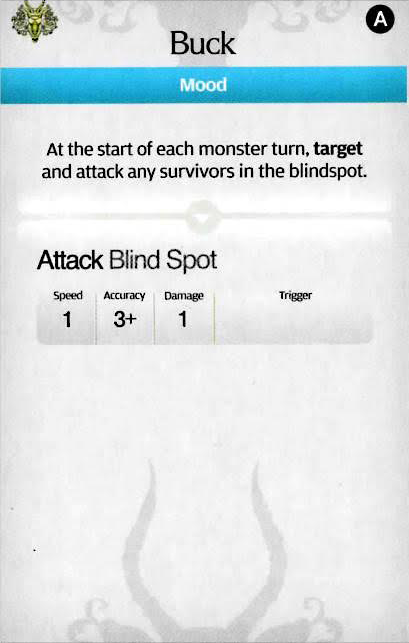 A
Buck
Mood
At the start of each monster turn, target
and attack any survivors in the blindspot.
Attack Blind Spot
Speed Accuracy Damage Trigger
1 3+ 1